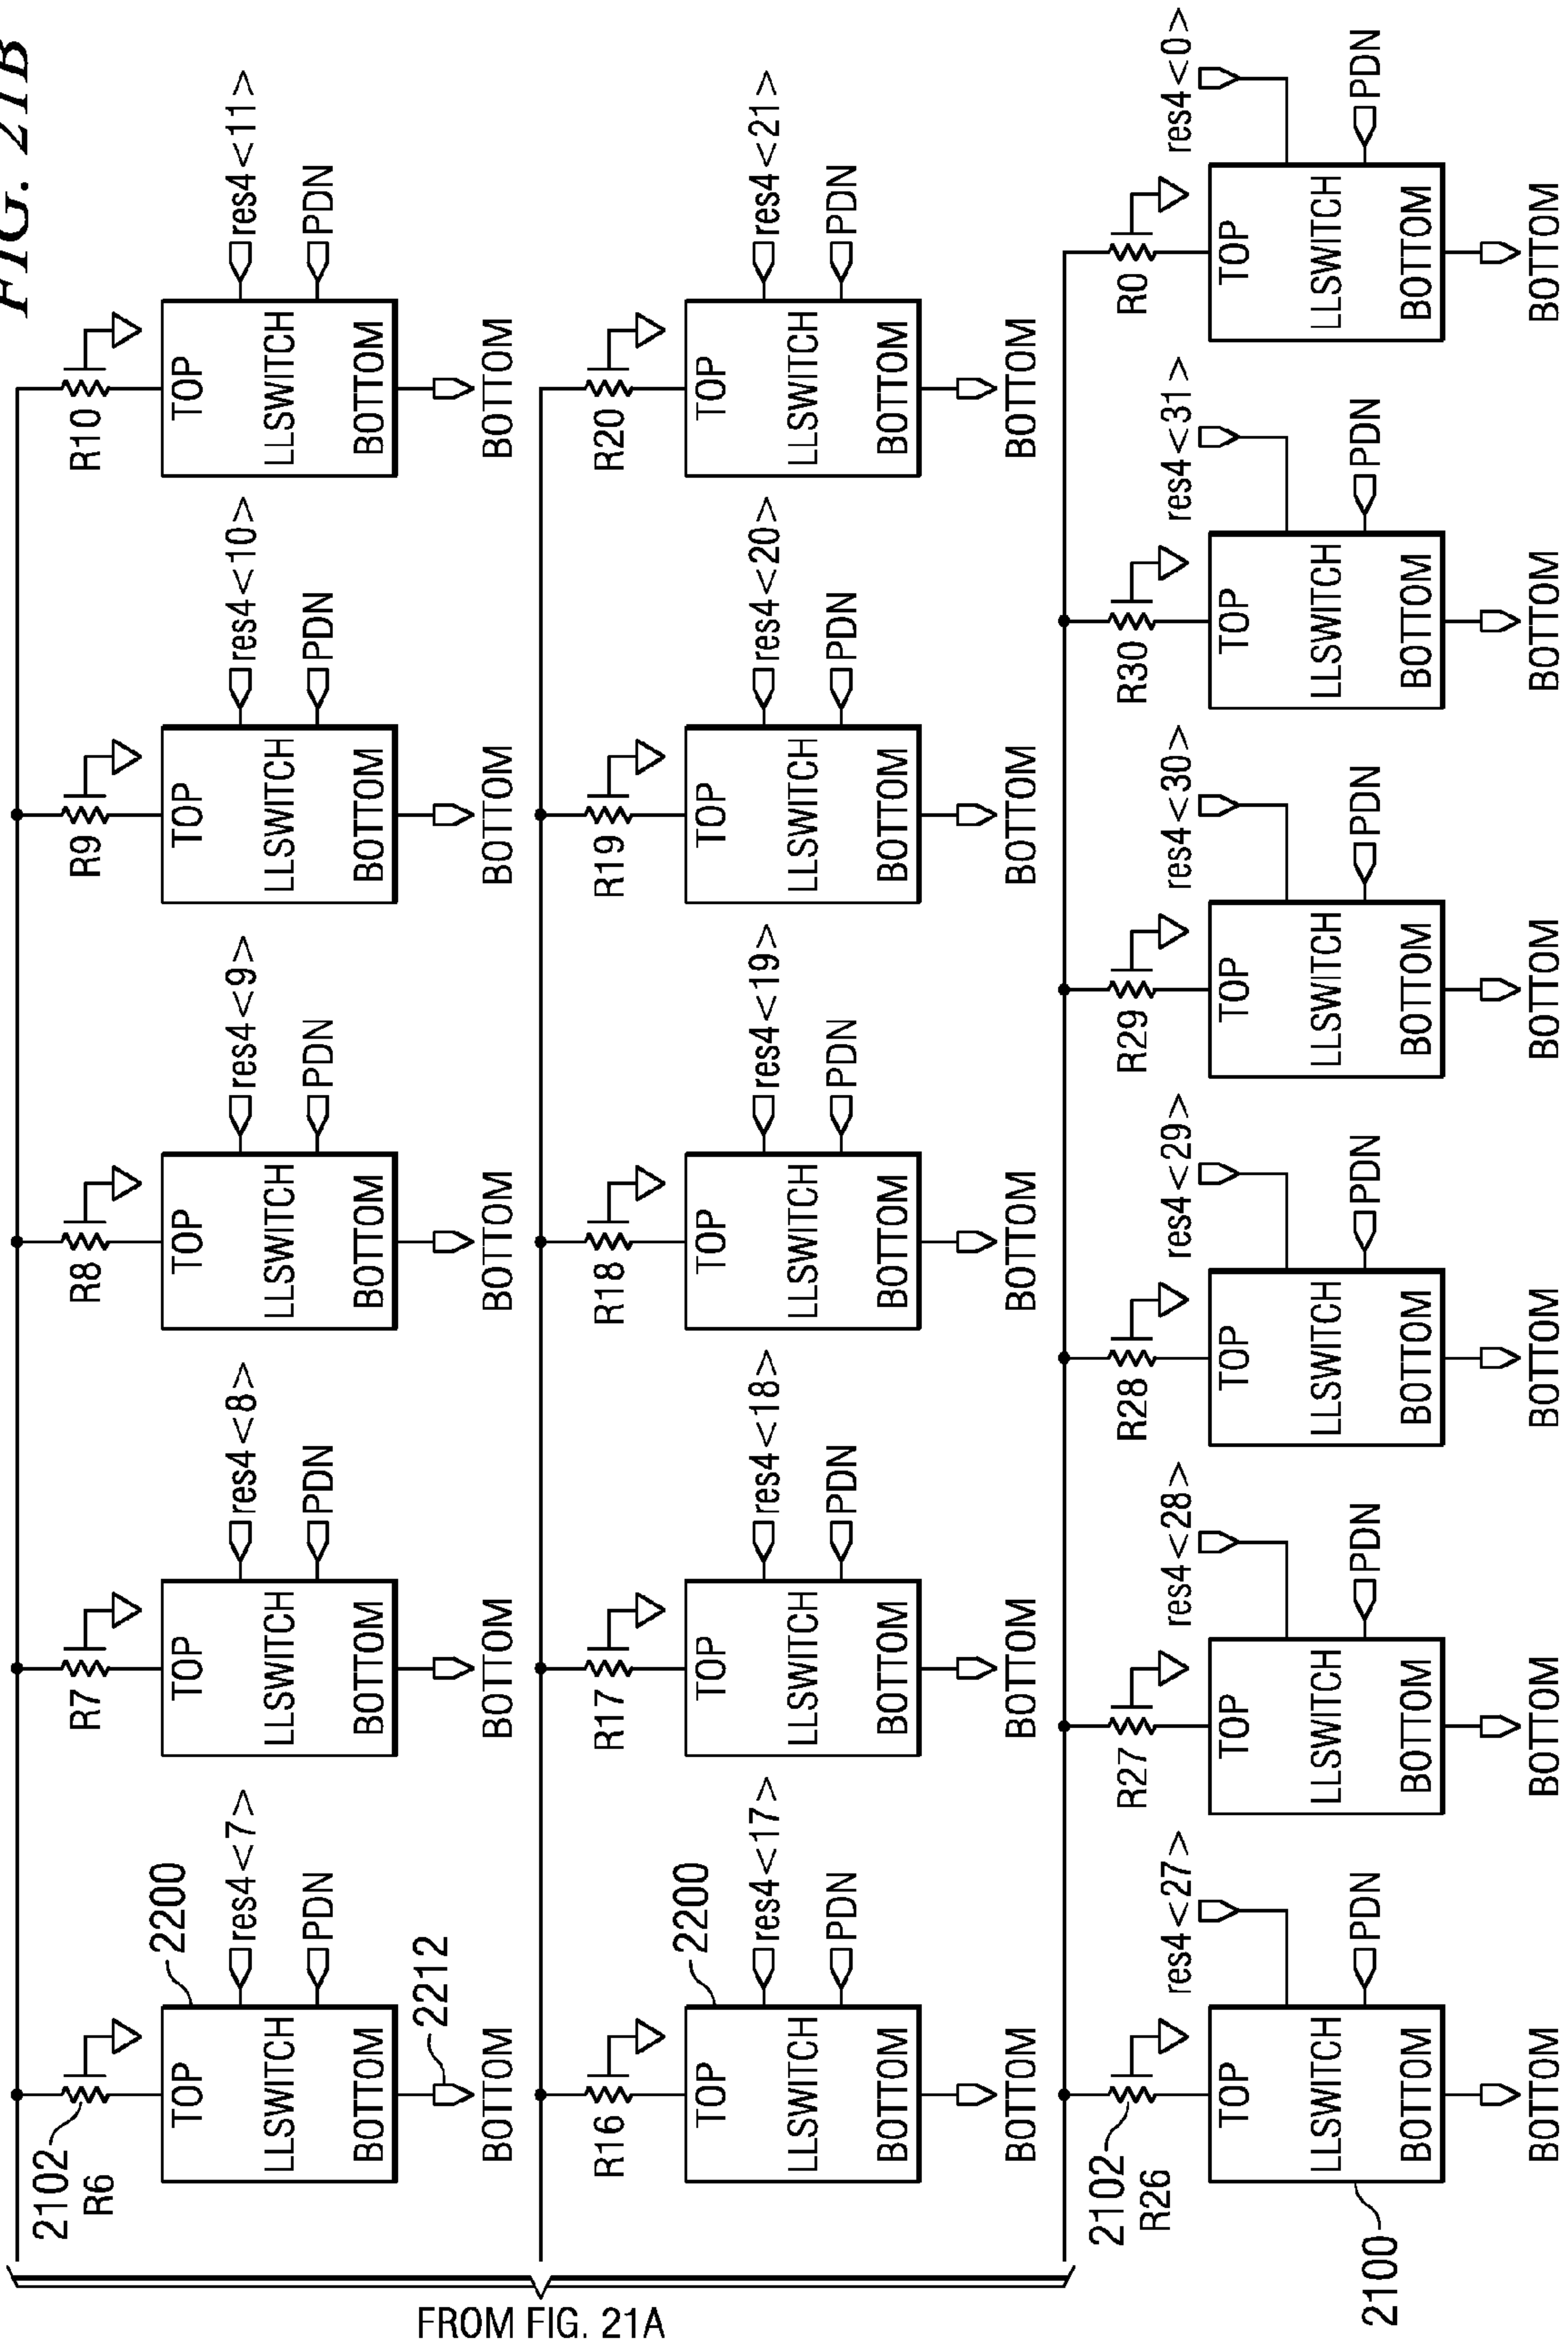 FIG. 21B
FROM FIG. 21A
2102
R6
TOP
LLSWITCH
BOTTOM
2200
res4<7>
PDN
2212
BOTTOM
R7
TOP
LLSWITCH
BOTTOM
res4<8>
PDN
BOTTOM
R8
TOP
LLSWITCH
BOTTOM
res4<9>
PDN
BOTTOM
R9
TOP
LLSWITCH
BOTTOM
res4<10>
PDN
BOTTOM
R10
TOP
LLSWITCH
BOTTOM
res4<11>
PDN
BOTTOM
R16
TOP
LLSWITCH
BOTTOM
2200
res4<17>
PDN
BOTTOM
R17
TOP
LLSWITCH
BOTTOM
res4<18>
PDN
BOTTOM
R18
TOP
LLSWITCH
BOTTOM
res4<19>
PDN
BOTTOM
R19
TOP
LLSWITCH
BOTTOM
res4<20>
PDN
BOTTOM
R20
TOP
LLSWITCH
BOTTOM
res4<21>
PDN
BOTTOM
2102
R26
TOP
LLSWITCH
BOTTOM
2100
res4<27>
PDN
BOTTOM
R27
TOP
LLSWITCH
BOTTOM
res4<28>
PDN
BOTTOM
R28
TOP
LLSWITCH
BOTTOM
res4<29>
PDN
BOTTOM
R29
TOP
LLSWITCH
BOTTOM
res4<30>
PDN
BOTTOM
R30
TOP
LLSWITCH
BOTTOM
res4<31>
PDN
BOTTOM
R0
TOP
LLSWITCH
BOTTOM
res4<0>
PDN
BOTTOM